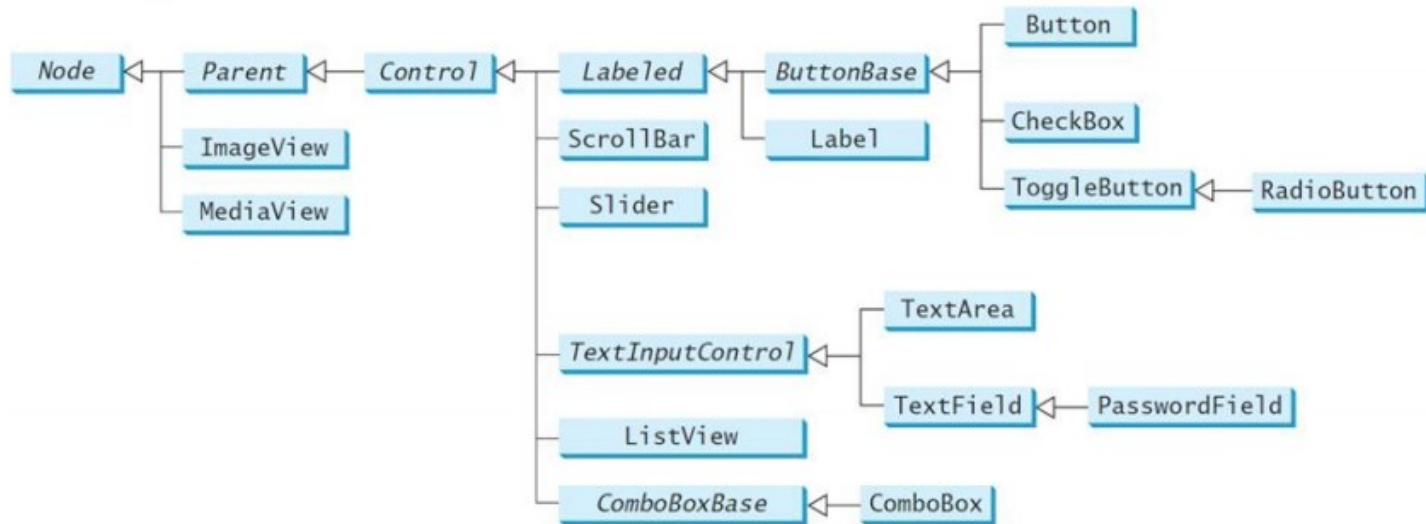 Button
Node
Parent
Control
Labeled
ButtonBase
ImageView
ScrollBar
Label
CheckBox
MediaView
Slider
ToggleButton
RadioButton
TextArea
TextInputControl
TextField
PasswordField
ListView
ComboBoxBase
ComboBox